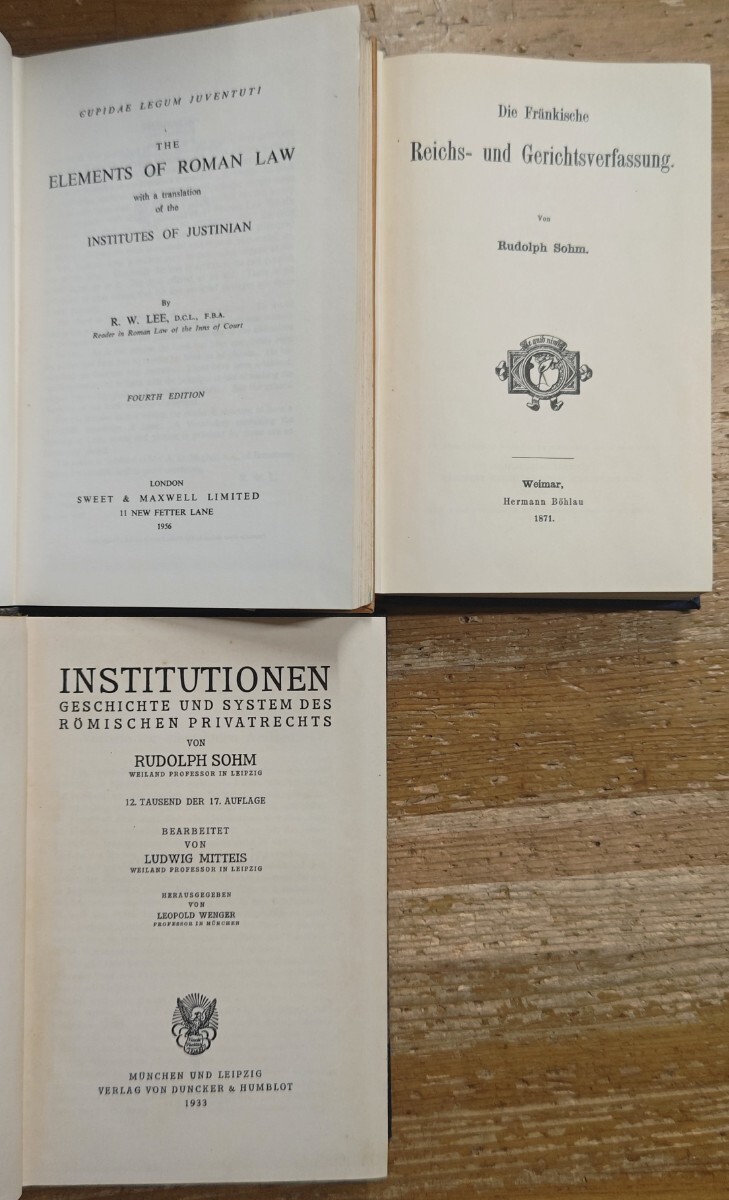 CUPIDAE LEGUM JUVENTUTI
THE
ELEMENTS OF ROMAN LAW
with a translation
of the
INSTITUTES OF JUSTINIAN
By
R. W. LEE, D.C.L., F.B.A.
Reader in Roman Law of the Inns of Court
FOURTH EDITION
LONDON
SWEET & MAXWELL LIMITED
11 NEW FETTER LANE
1956
Die Fränkische
Reichs- und Gerichtsverfassung.
Von
Rudolph Sohm.
Weimar,
Hermann Böhlau
1871.
INSTITUTIONEN
GESCHICHTE UND SYSTEM DES
RÖMISCHEN PRIVATRECHTS
VON
RUDOLPH SOHM
WEILAND PROFESSOR IN LEIPZIG
12. TAUSEND DER 17. AUFLAGE
BEARBEITET
VON
LUDWIG MITTEIS
WEILAND PROFESSOR IN LEIPZIG
HERAUSGEGEBEN
VON
LEOPOLD WENGER
PROFESSOR IN MÜNCHEN
MÜNCHEN UND LEIPZIG
VERLAG VON DUNCKER & HUMBLOT
1933